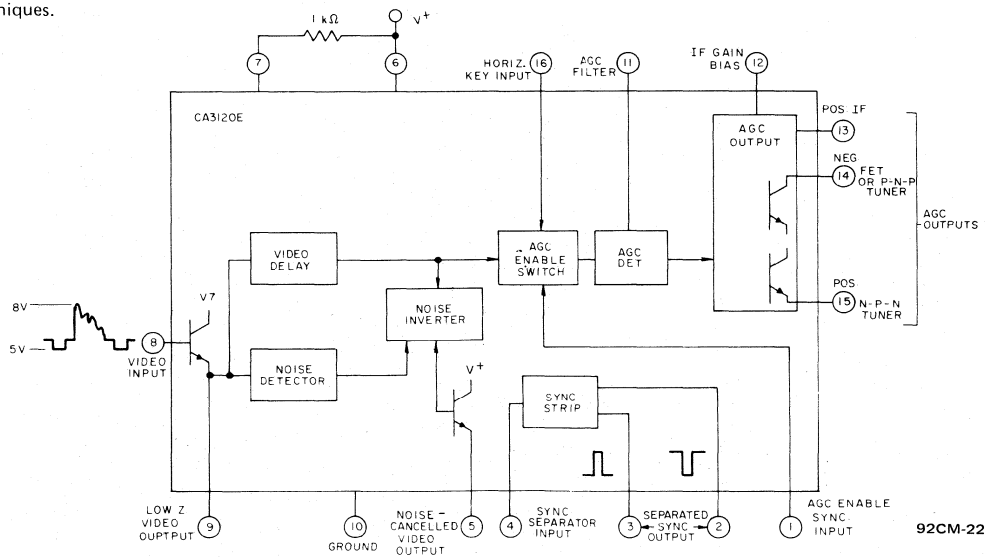 niques.
1 kΩ
V+
7
6
HORIZ.
KEY INPUT
16
AGC
FILTER
11
IF GAIN
BIAS
12
CA3120E
AGC
OUTPUT
POS IF
13
NEG
14
FET
OR P-N-P
TUNER
AGC
OUTPUTS
POS
15
N-P-N
TUNER
VIDEO
DELAY
AGC
ENABLE
SWITCH
AGC
DET
NOISE
INVERTER
8V
5V
8
VIDEO
INPUT
V7
NOISE
DETECTOR
V+
SYNC
STRIP
LOW Z
VIDEO
OUPTPUT
9
10
GROUND
NOISE –
CANCELLED
VIDEO
OUTPUT
5
4
SYNC
SEPARATOR
INPUT
3
SEPARATED
SYNC
OUTPUT
2
1
AGC ENABLE
SYNC.
INPUT
92CM-22